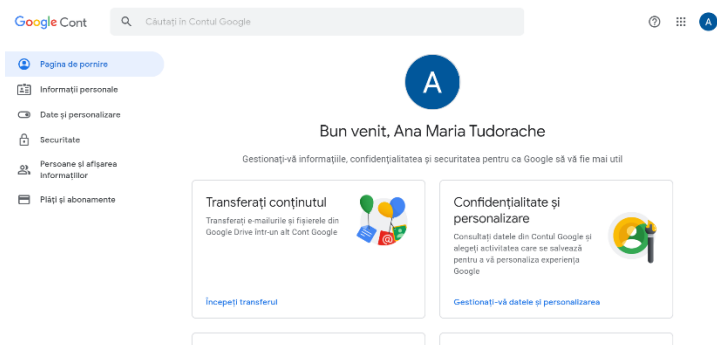 Google Cont
Căutați în Contul Google
A
Pagina de pornire
Informații personale
Date și personalizare
Securitate
Persoane și afișarea
informațiilor
Plăți și abonamente
A
Bun venit, Ana Maria Tudorache
Gestionați-vă informațiile, confidențialitatea și securitatea pentru ca Google să vă fie mai util
Transferați conținutul
Transferați e-mailurile și fișierele din
Google Drive într-un alt Cont Google
Începeți transferul
Confidențialitate și
personalizare
Consultați datele din Contul Google și
alegeți activitatea care se salvează
pentru a vă personaliza experiența
Google
Gestionați-vă datele și personalizarea